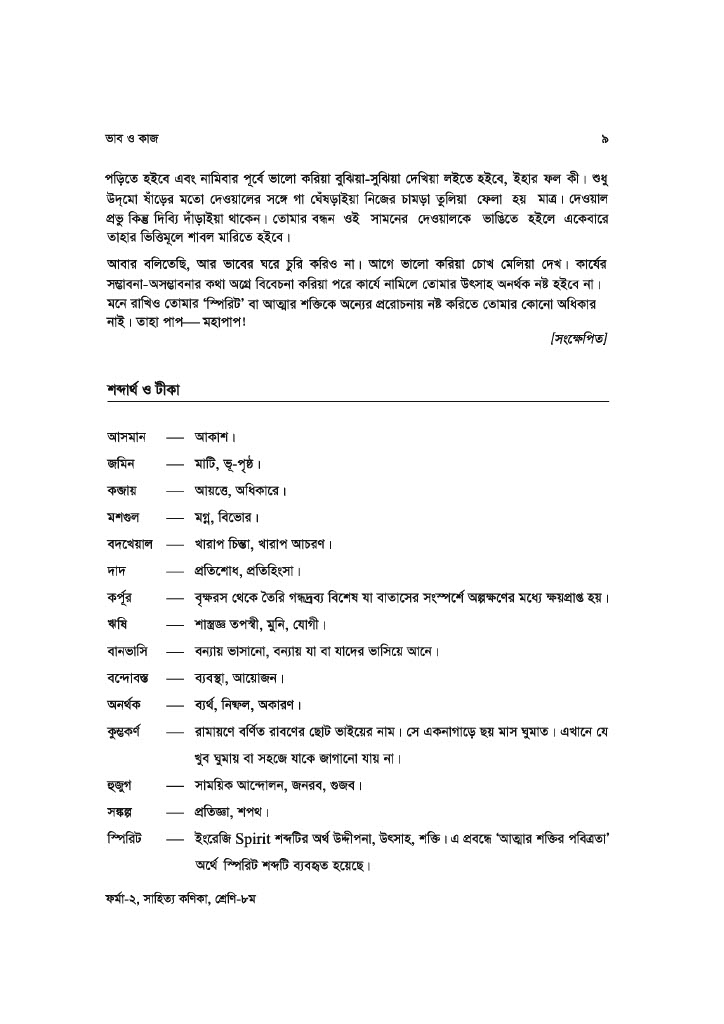 ভাব ও কাজ ৯
পড়িতে হইবে এবং নামিবার পূর্বে ভালো করিয়া বুঝিয়া-সুঝিয়া দেখিয়া লইতে হইবে, ইহার ফল কী। শুধু
উদ্‌মো ষাঁড়ের মতো দেওয়ালের সঙ্গে গা ঘেঁষড়াইয়া নিজের চামড়া তুলিয়া ফেলা হয় মাত্র। দেওয়াল
প্রভু কিন্তু দিব্যি দাঁড়াইয়া থাকেন। তোমার বন্ধন ওই সামনের দেওয়ালকে ভাঙিতে হইলে একেবারে
তাহার ভিত্তিমূলে শাবল মারিতে হইবে।
আবার বলিতেছি, আর ভাবের ঘরে চুরি করিও না। আগে ভালো করিয়া চোখ মেলিয়া দেখ। কার্যের
সম্ভাবনা-অসম্ভাবনার কথা অগ্রে বিবেচনা করিয়া পরে কার্যে নামিলে তোমার উৎসাহ অনর্থক নষ্ট হইবে না।
মনে রাখিও তোমার ‘স্পিরিট’ বা আত্মার শক্তিকে অন্যের প্ররোচনায় নষ্ট করিতে তোমার কোনো অধিকার
নাই। তাহা পাপ— মহাপাপ!
[সংক্ষেপিত]
শব্দার্থ ও টীকা
আসমান — আকাশ।
জমিন — মাটি, ভূ-পৃষ্ঠ।
কব্জায় — আয়ত্তে, অধিকারে।
মশগুল — মগ্ন, বিভোর।
বদখেয়াল — খারাপ চিন্তা, খারাপ আচরণ।
দাদ — প্রতিশোধ, প্রতিহিংসা।
কর্পূর — বৃক্ষরস থেকে তৈরি গন্ধদ্রব্য বিশেষ যা বাতাসের সংস্পর্শে অল্পক্ষণের মধ্যে ক্ষয়প্রাপ্ত হয়।
ঋষি — শাস্ত্রজ্ঞ তপস্বী, মুনি, যোগী।
বানভাসি — বন্যায় ভাসানো, বন্যায় যা বা যাদের ভাসিয়ে আনে।
বন্দোবস্ত — ব্যবস্থা, আয়োজন।
অনর্থক — ব্যর্থ, নিষ্ফল, অকারণ।
কুম্ভকর্ণ — রামায়ণে বর্ণিত রাবণের ছোট ভাইয়ের নাম। সে একনাগাড়ে ছয় মাস ঘুমাত। এখানে যে
খুব ঘুমায় বা সহজে যাকে জাগানো যায় না।
হুজুগ — সাময়িক আন্দোলন, জনরব, গুজব।
সঙ্কল্প — প্রতিজ্ঞা, শপথ।
স্পিরিট — ইংরেজি Spirit শব্দটির অর্থ উদ্দীপনা, উৎসাহ, শক্তি। এ প্রবন্ধে ‘আত্মার শক্তির পবিত্রতা’
অর্থে স্পিরিট শব্দটি ব্যবহৃত হয়েছে।
ফর্মা-২, সাহিত্য কণিকা, শ্রেণি-৮ম